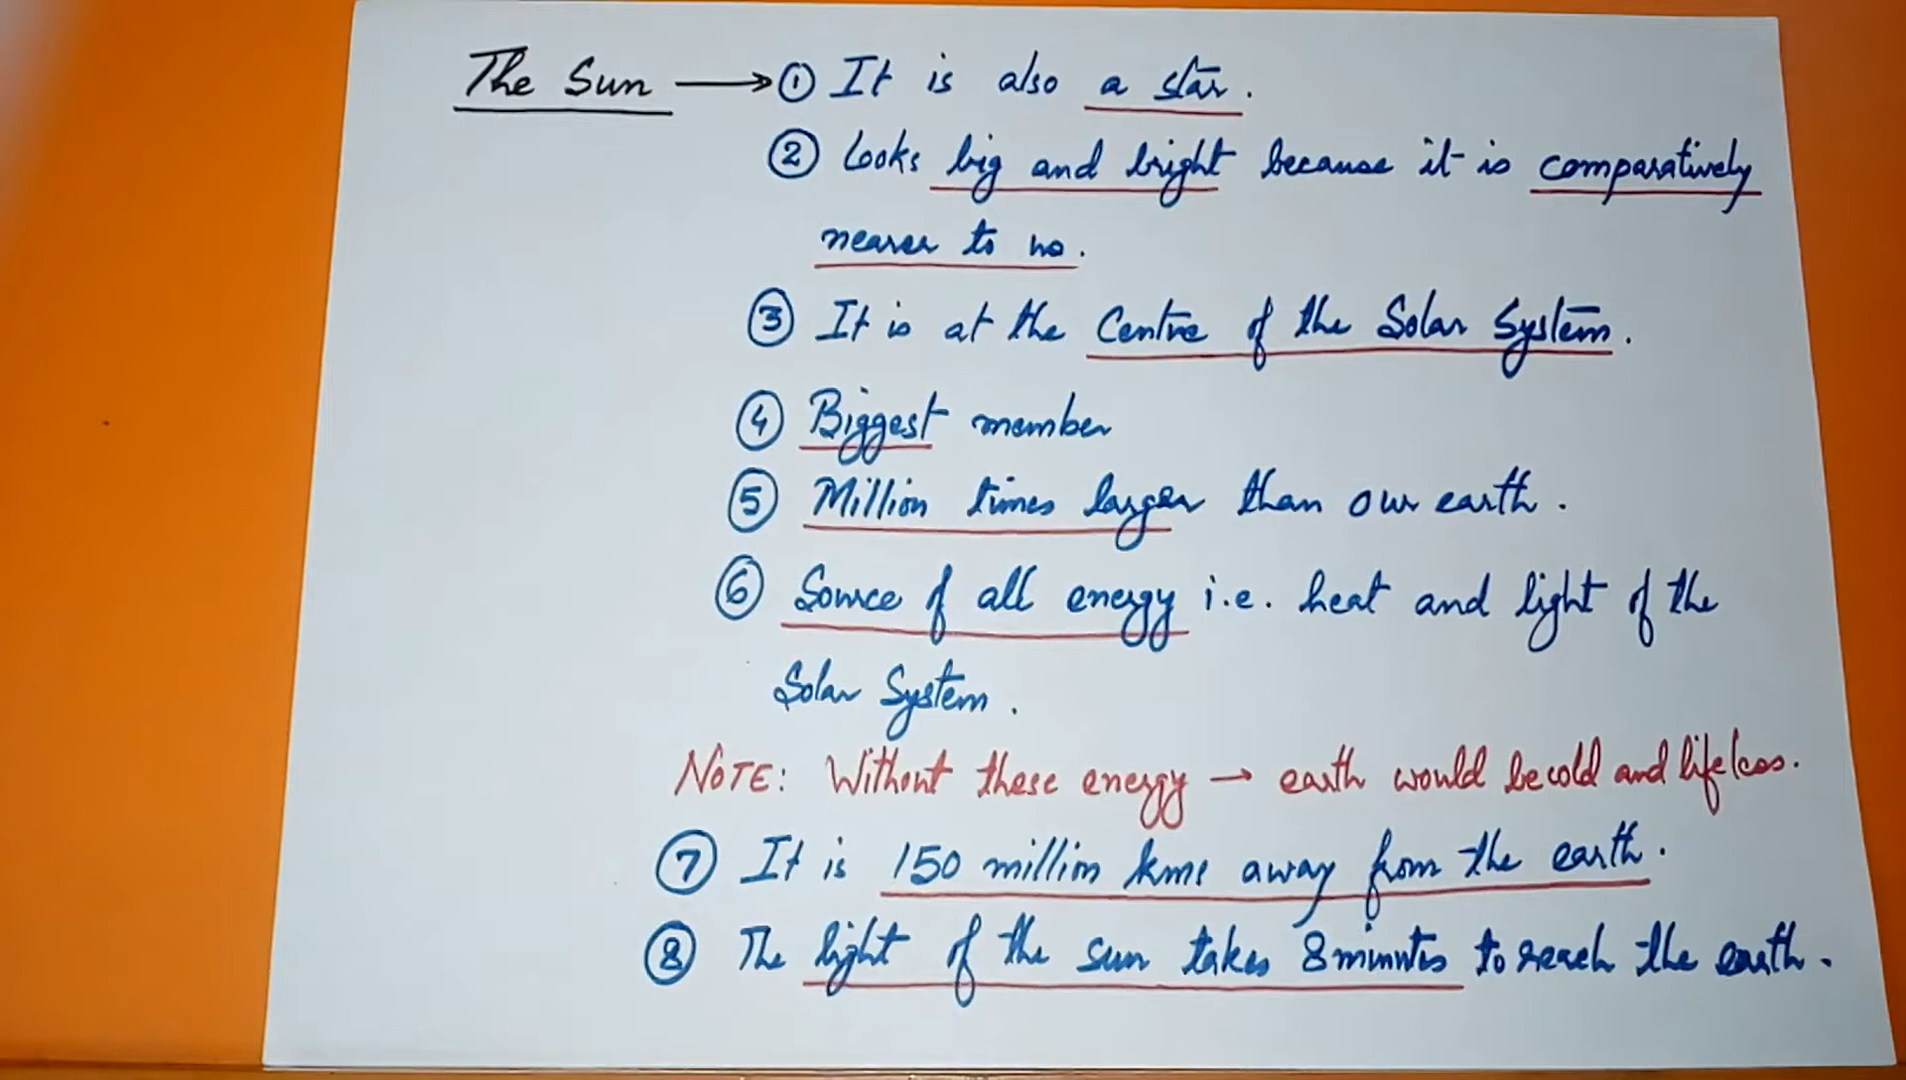 The Sun → ① It is also a star.
② Looks big and bright because it is comparatively
nearer to us.
③ It is at the Centre of the Solar System.
④ Biggest member
⑤ Million times larger than our earth.
⑥ Source of all energy i.e. heat and light of the
Solar System.
NOTE: Without these energy → earth would be cold and lifeless.
⑦ It is 150 million kms away from the earth.
⑧ The light of the sun takes 8 minutes to reach the earth.